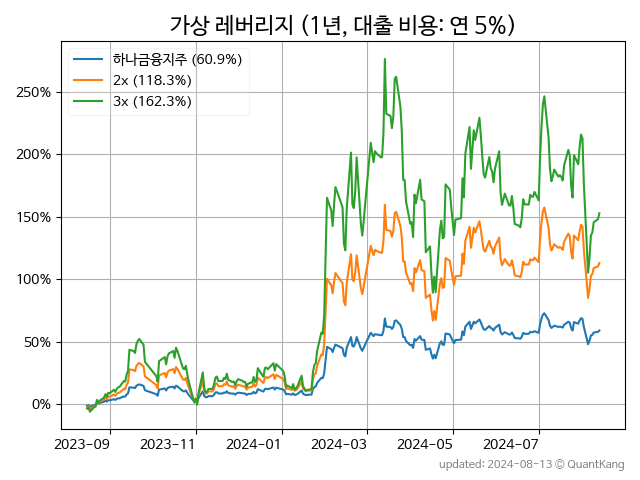 가상 레버리지 (1년, 대출 비용: 연 5%)
하나금융지주 (60.9%)
2x (118.3%)
3x (162.3%)
250%
200%
150%
100%
50%
0%
2023-09 2023-11 2024-01 2024-03 2024-05 2024-07
updated: 2024-08-13 © QuantKang